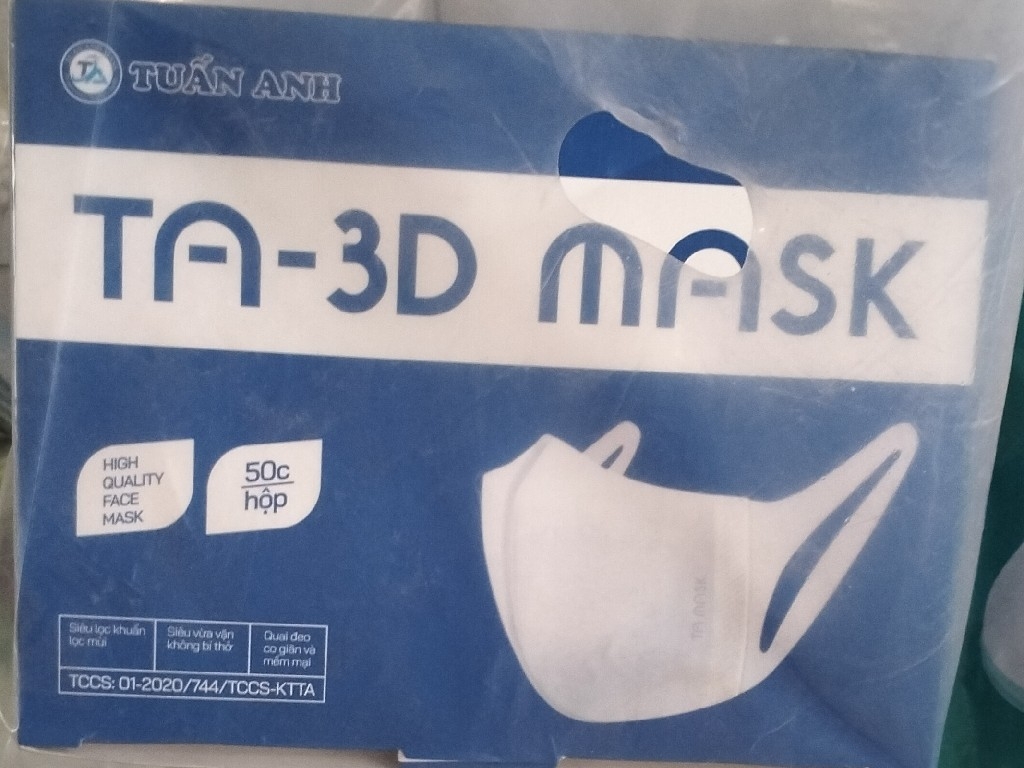 TA TUẤN ANH
TA-3D MASK
HIGH
QUALITY
FACE
MASK
50c
hộp
TA MASK
Siêu lọc khuẩn
lọc mùi
Siêu vừa vặn
không bí thở
Quai đeo
co giãn và
mềm mại
TCCS: 01-2020/744/TCCS-KTTA